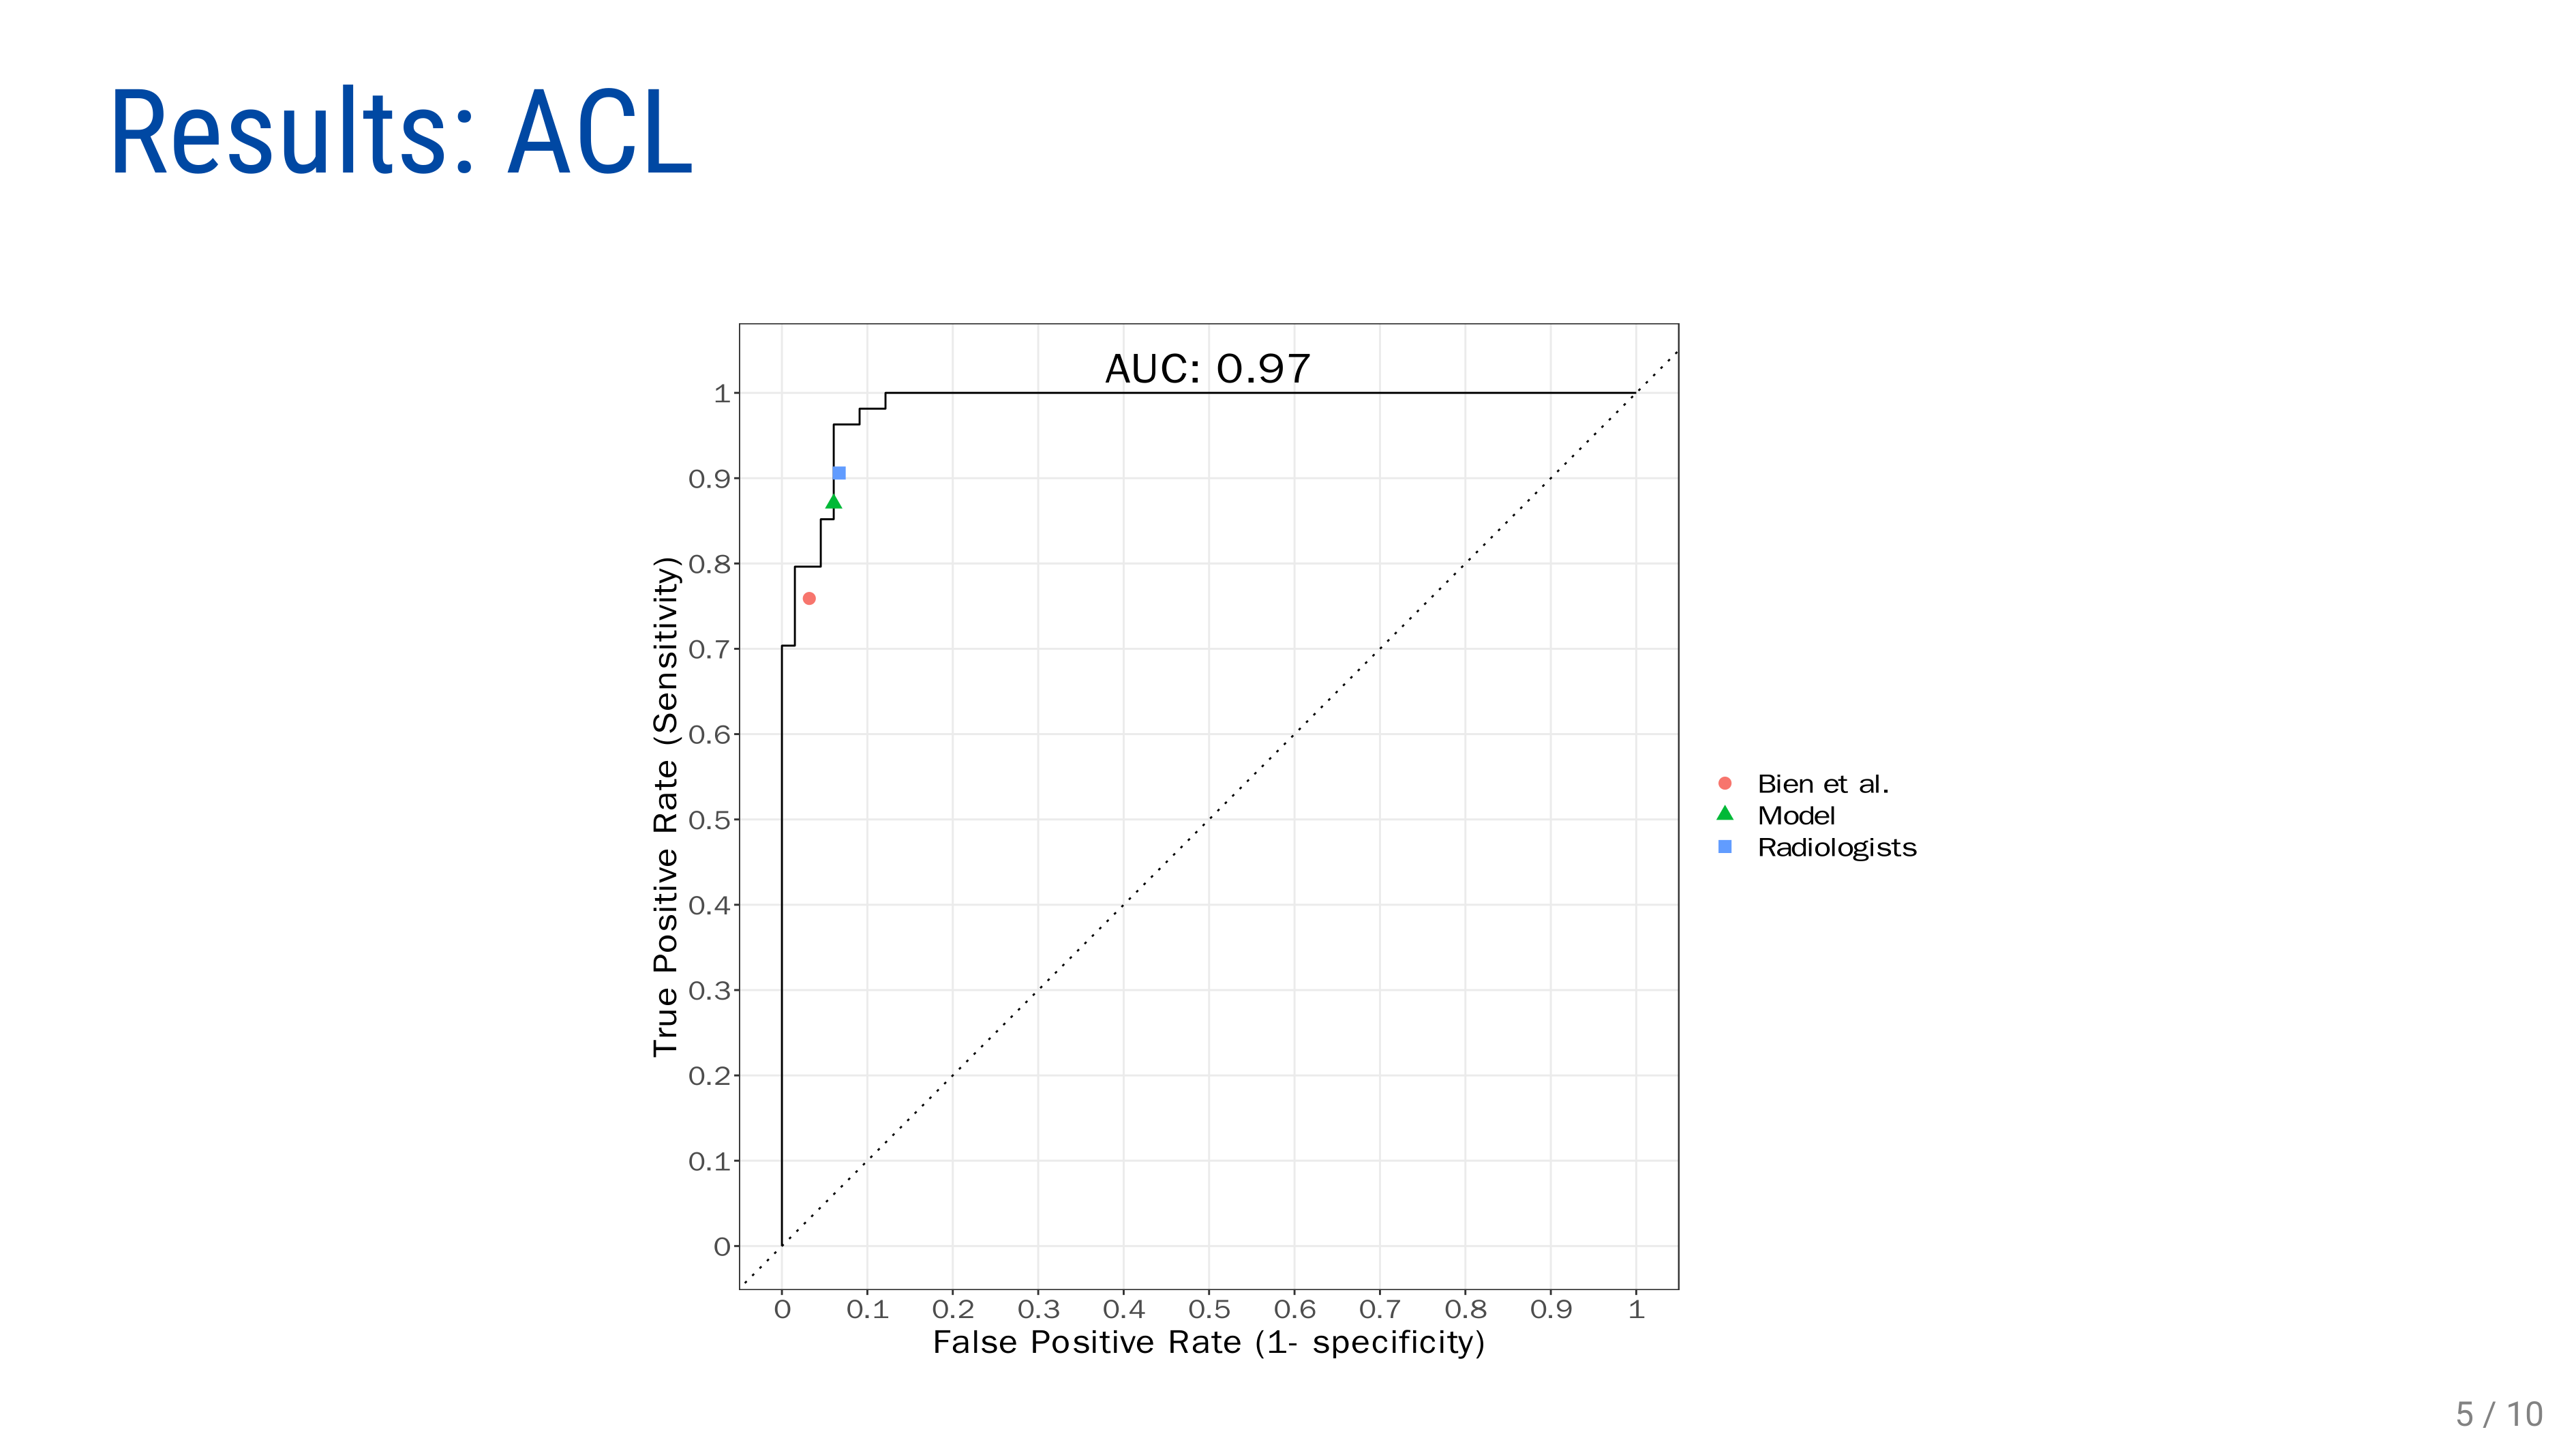 Results: ACL
AUC: 0.97
True Positive Rate (Sensitivity)
1
0.9
0.8
0.7
0.6
0.5
0.4
0.3
0.2
0.1
0
0 0.1 0.2 0.3 0.4 0.5 0.6 0.7 0.8 0.9 1
False Positive Rate (1- specificity)
Bien et al.
Model
Radiologists
5 / 10